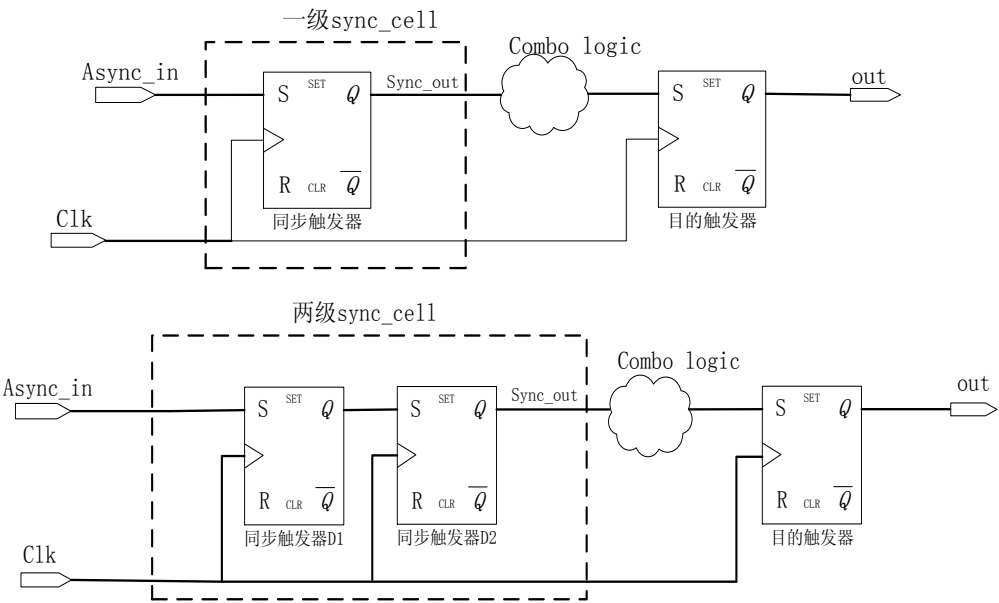 一级sync_cell
Async_in
S SET Q
Sync_out
Combo logic
S SET Q
out
R CLR Q
R CLR Q
Clk
同步触发器
目的触发器
两级sync_cell
Async_in
S SET Q
S SET Q
Sync_out
Combo logic
S SET Q
out
R CLR Q
R CLR Q
R CLR Q
同步触发器D1
同步触发器D2
目的触发器
Clk